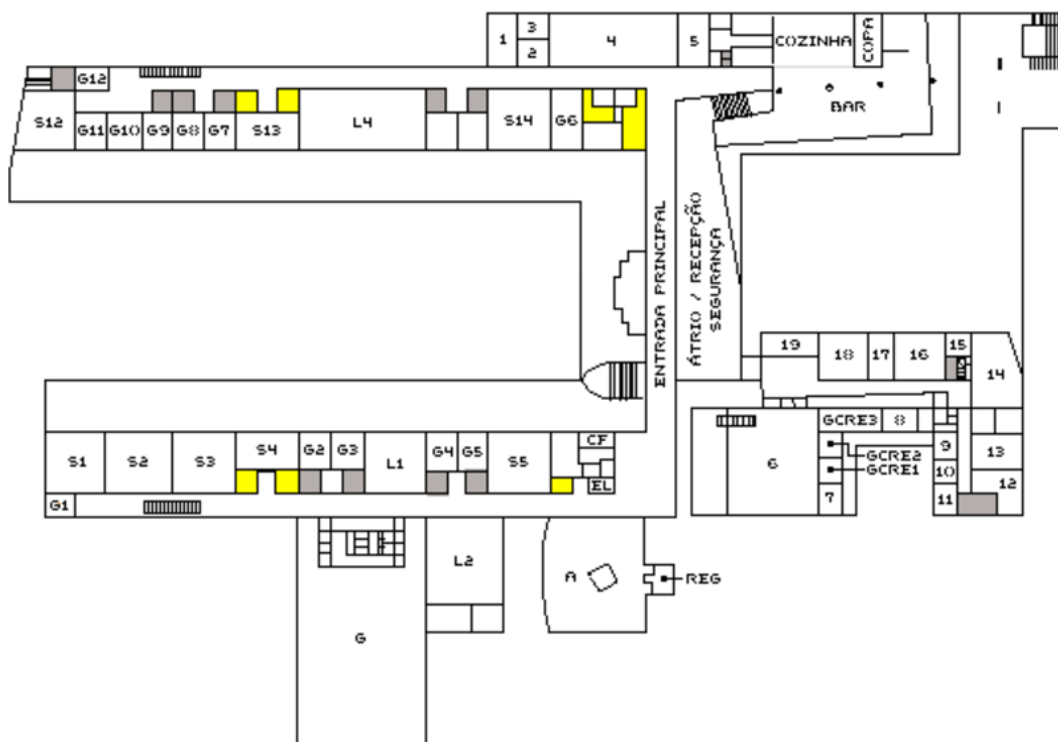 3
1
2
4
5
COZINHA
COPA
BAR
G12
S12
G11
G10
G9
G8
G7
S13
L4
S14
G6
ENTRADA PRINCIPAL
ÁTRIO / RECEPÇÃO
SEGURANÇA
19
18
17
16
15
14
GCRE3
8
6
GCRE2
GCRE1
7
9
10
11
13
12
S1
S2
S3
S4
G2
G3
L1
G4
G5
S5
CF
EL
G1
L2
A
REG
G